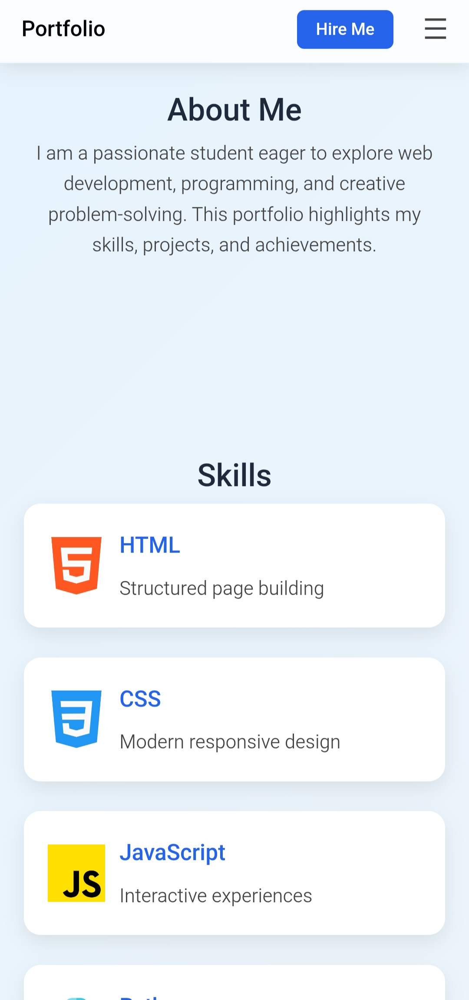 Portfolio
Hire Me
About Me
I am a passionate student eager to explore web
development, programming, and creative
problem-solving. This portfolio highlights my
skills, projects, and achievements.
Skills
HTML
Structured page building
CSS
Modern responsive design
JS
JavaScript
Interactive experiences